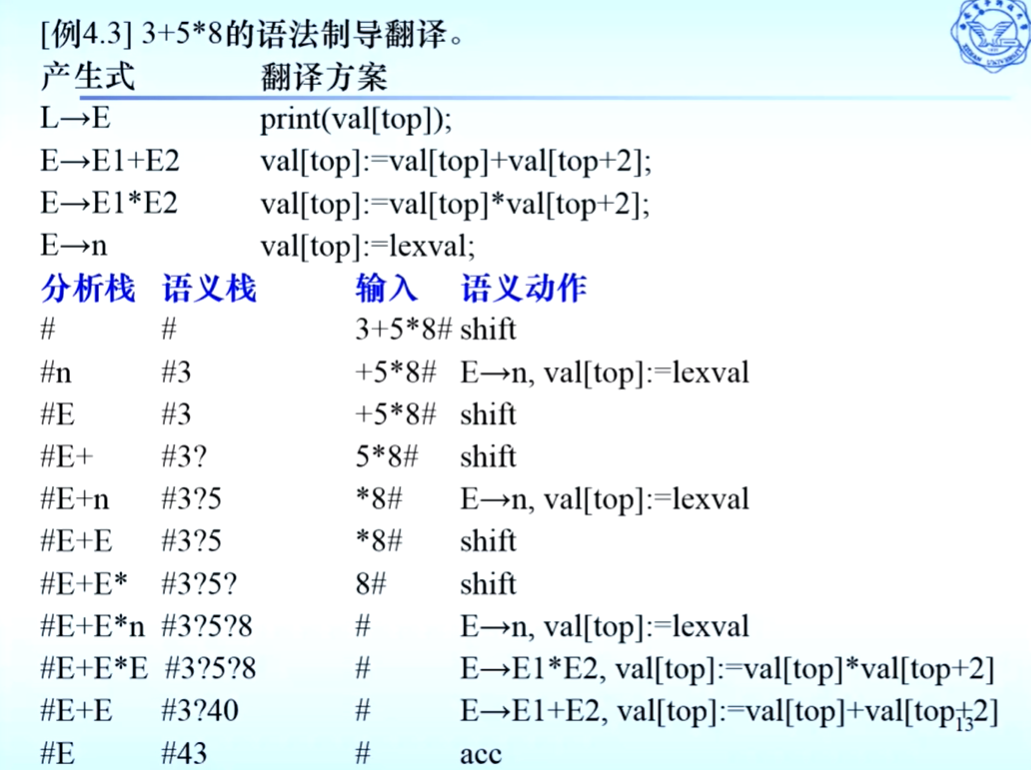 [例4.3] 3+5*8的语法制导翻译。
产生式 翻译方案
L→E print(val[top]);
E→E1+E2 val[top]:=val[top]+val[top+2];
E→E1*E2 val[top]:=val[top]*val[top+2];
E→n val[top]:=lexval;
分析栈 语义栈 输入 语义动作
# # 3+5*8# shift
#n #3 +5*8# E→n, val[top]:=lexval
#E #3 +5*8# shift
#E+ #3? 5*8# shift
#E+n #3?5 *8# E→n, val[top]:=lexval
#E+E #3?5 *8# shift
#E+E* #3?5? 8# shift
#E+E*n #3?5?8 # E→n, val[top]:=lexval
#E+E*E #3?5?8 # E→E1*E2, val[top]:=val[top]*val[top+2]
#E+E #3?40 # E→E1+E2, val[top]:=val[top]+val[top+2]
13
#E #43 # acc